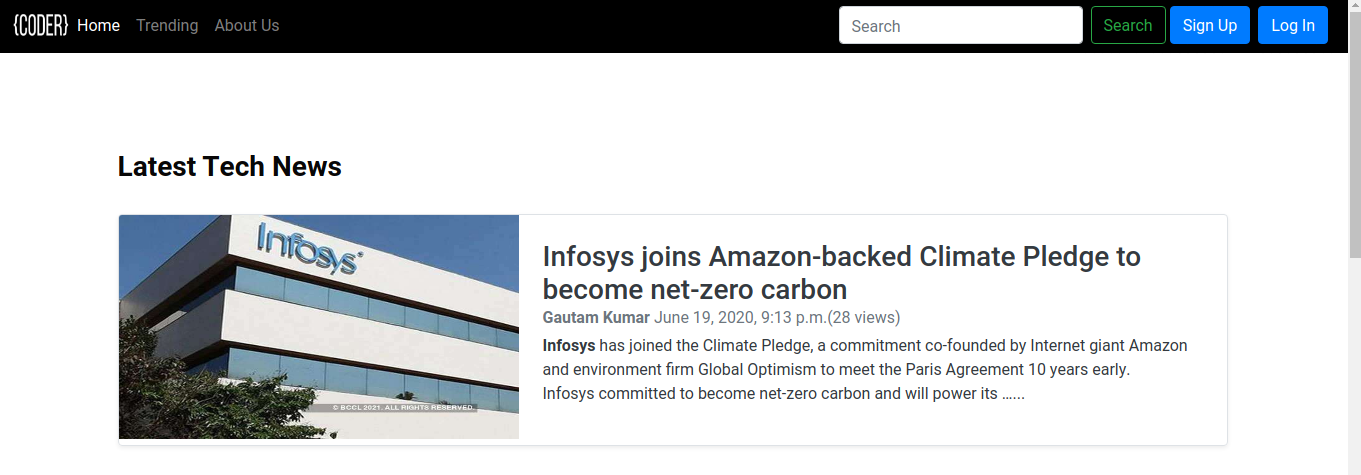 {CODER} Home Trending About Us Search Search Sign Up Log In
Latest Tech News
Infosys
© BCCL 2021. ALL RIGHTS RESERVED.
Infosys joins Amazon-backed Climate Pledge to
become net-zero carbon
Gautam Kumar June 19, 2020, 9:13 p.m.(28 views)
Infosys has joined the Climate Pledge, a commitment co-founded by Internet giant Amazon
and environment firm Global Optimism to meet the Paris Agreement 10 years early.
Infosys committed to become net-zero carbon and will power its …...